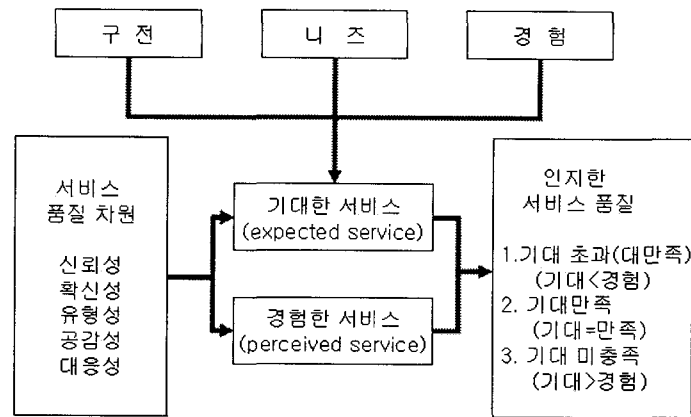 구 전
니 즈
경 험
서비스
품질 차원
신뢰성
확신성
유형성
공감성
대응성
기대한 서비스
(expected service)
경험한 서비스
(perceived service)
인지한
서비스 품질
1.기대 초과(대만족)
(기대<경험)
2. 기대만족
(기대=만족)
3. 기대 미충족
(기대>경험)